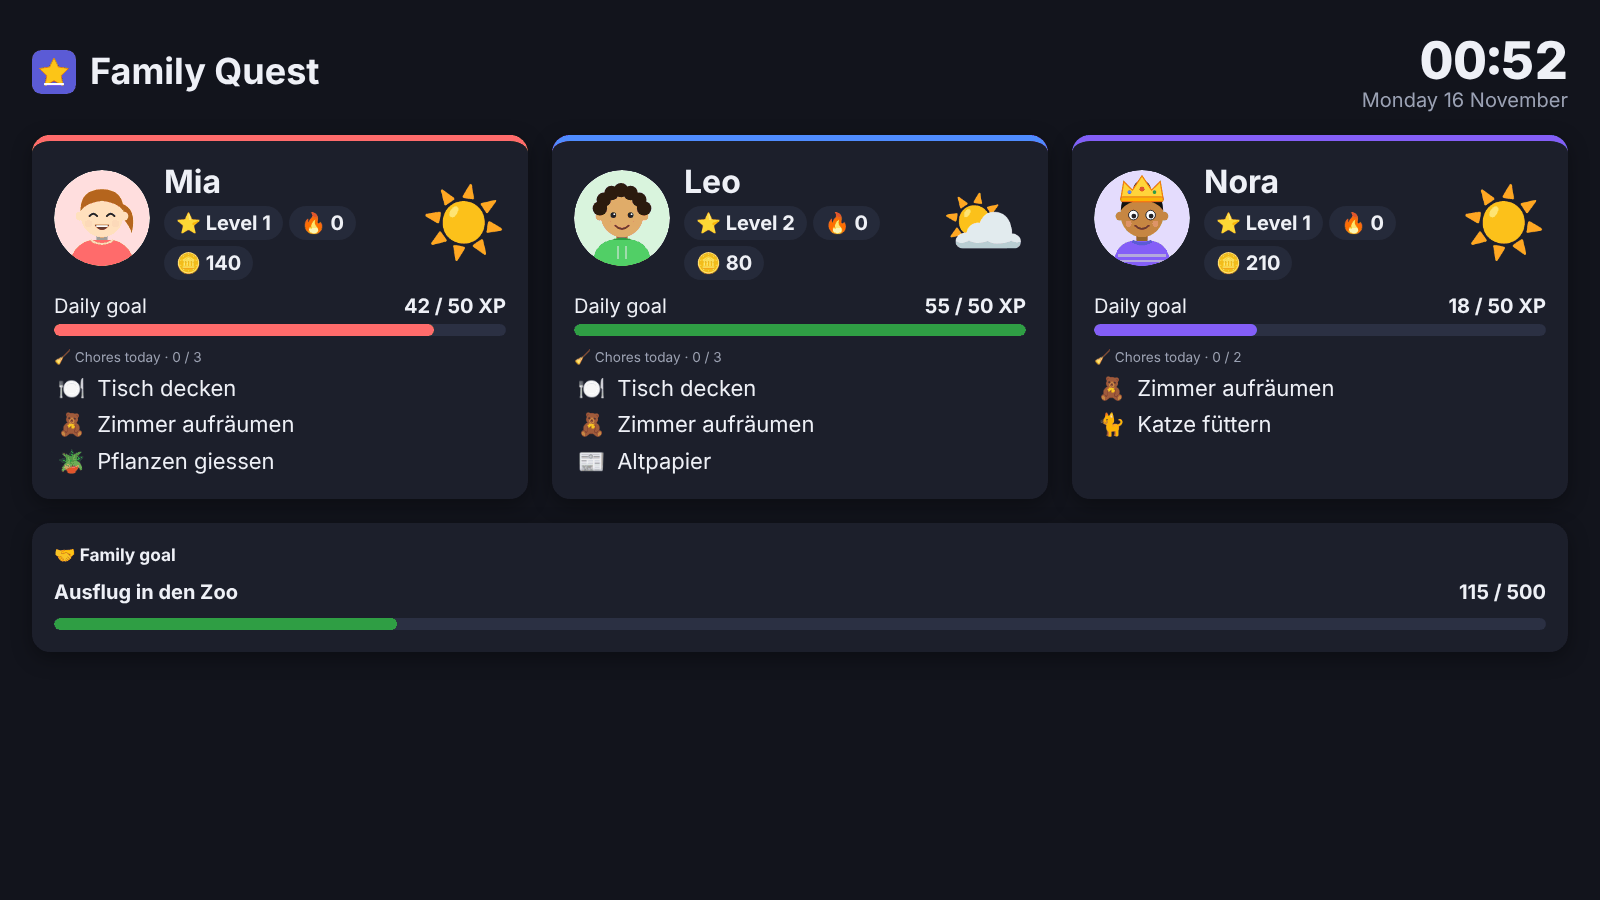 Family Quest
00:52
Monday 16 November
Mia
Level 1 0
140
Daily goal 42 / 50 XP
Chores today · 0 / 3
Tisch decken
Zimmer aufräumen
Pflanzen giessen
Leo
Level 2 0
80
Daily goal 55 / 50 XP
Chores today · 0 / 3
Tisch decken
Zimmer aufräumen
Altpapier
Nora
Level 1 0
210
Daily goal 18 / 50 XP
Chores today · 0 / 2
Zimmer aufräumen
Katze füttern
Family goal
Ausflug in den Zoo 115 / 500